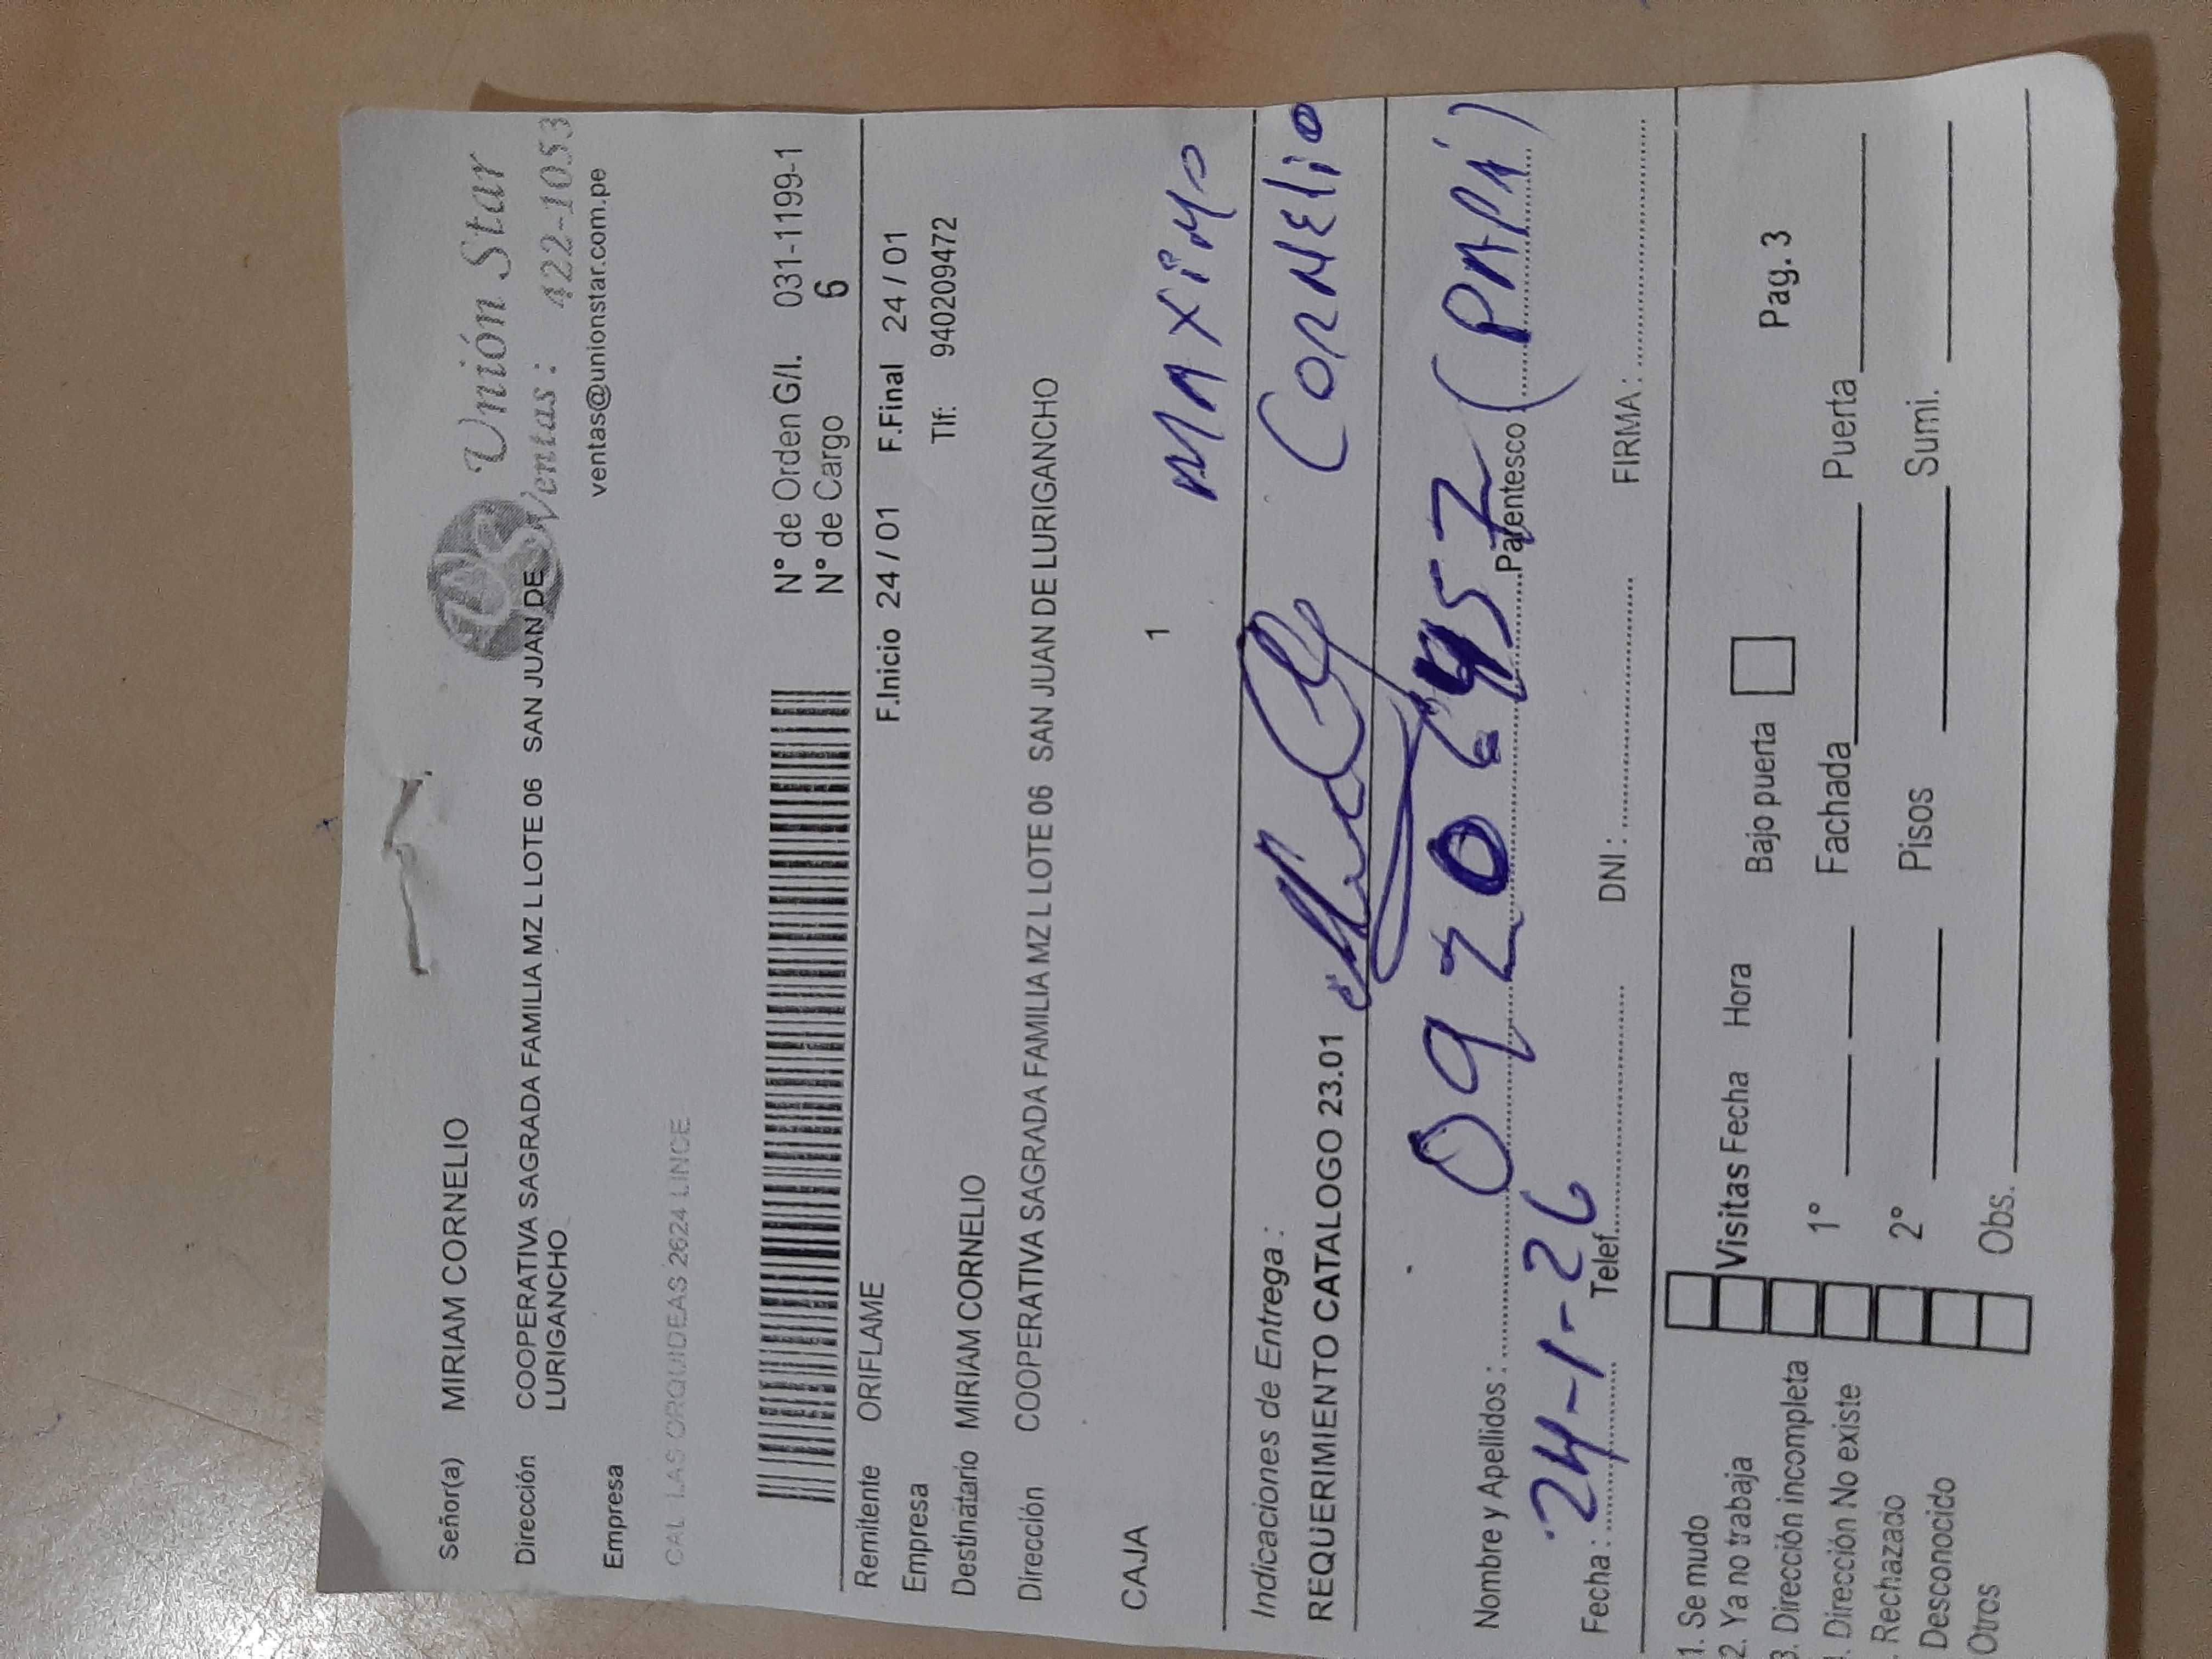 Unión Star
Ventas: 422-1053
ventas@unionstar.com.pe
Señor(a) MIRIAM CORNELIO
Dirección COOPERATIVA SAGRADA FAMILIA MZ L LOTE 06 SAN JUAN DE
LURIGANCHO
Empresa
CAL LAS ORQUIDEAS 2624 LINCE
N° de Orden G/I. 031-1199-1
N° de Cargo 6
Remitente ORIFLAME F.Inicio 24 / 01 F.Final 24 / 01
Empresa Tlf: 940209472
Destinatario MIRIAM CORNELIO
Dirección COOPERATIVA SAGRADA FAMILIA MZ L LOTE 06 SAN JUAN DE LURIGANCHO
CAJA 1
MAXIMO
Indicaciones de Entrega :
CORNELIO
REQUERIMIENTO CATALOGO 23.01
09206457 (PAPÁ)
Nombre y Apellidos : Parentesco
Fecha : 24-1-26 Telef. DNI : FIRMA :
1. Se mudo
2. Ya no trabaja
3. Dirección incompleta
. Dirección No existe
. Rechazado
Desconocido
Otros
Visitas Fecha Hora Bajo puerta Pag. 3
1° Fachada Puerta
2° Pisos Sumi.
Obs.